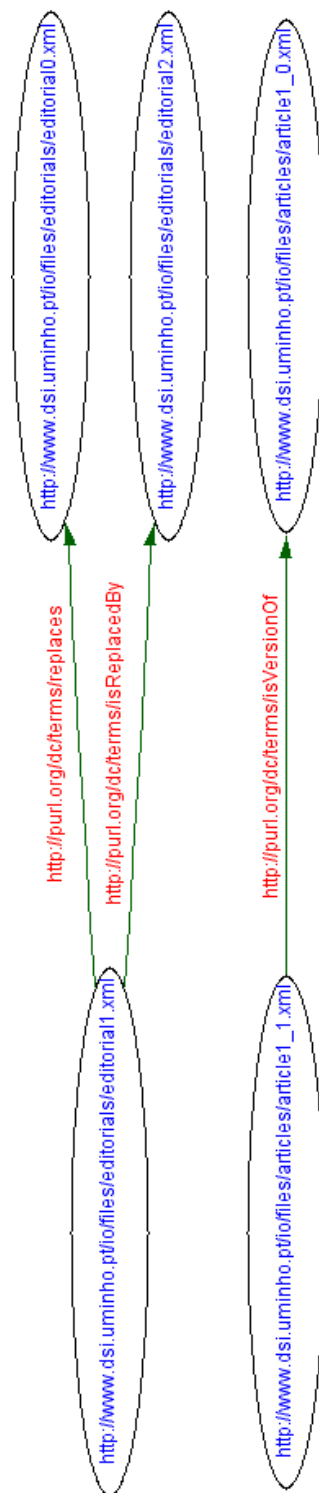 http://www.dsi.uminho.pt/io/files/editorials/editorial0.xml
http://www.dsi.uminho.pt/io/files/editorials/editorial2.xml
http://www.dsi.uminho.pt/io/files/articles/article1_0.xml
http://purl.org/dc/terms/replaces
http://purl.org/dc/terms/isReplacedBy
http://purl.org/dc/terms/isVersionOf
http://www.dsi.uminho.pt/io/files/editorials/editorial1.xml
http://www.dsi.uminho.pt/io/files/articles/article1_1.xml